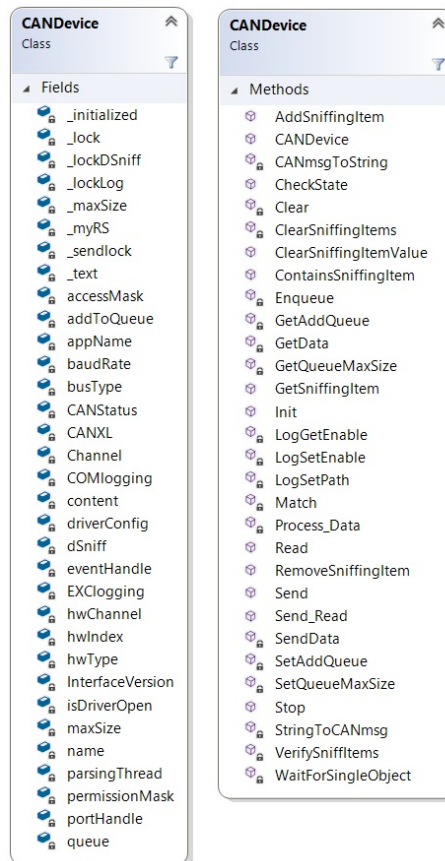 CANDevice
Class
Fields
_initialized
_lock
_lockDSniff
_lockLog
_maxSize
_myRS
_sendlock
_text
accessMask
addToQueue
appName
baudRate
busType
CANStatus
CANXL
Channel
COMlogging
content
driverConfig
dSniff
eventHandle
EXClogging
hwChannel
hwIndex
hwType
InterfaceVersion
isDriverOpen
maxSize
name
parsingThread
permissionMask
portHandle
queue
CANDevice
Class
Methods
AddSniffingItem
CANDevice
CANmsgToString
CheckState
Clear
ClearSniffingItems
ClearSniffingItemValue
ContainsSniffingItem
Enqueue
GetAddQueue
GetData
GetQueueMaxSize
GetSniffingItem
Init
LogGetEnable
LogSetEnable
LogSetPath
Match
Process_Data
Read
RemoveSniffingItem
Send
Send_Read
SendData
SetAddQueue
SetQueueMaxSize
Stop
StringToCANmsg
VerifySniffItems
WaitForSingleObject